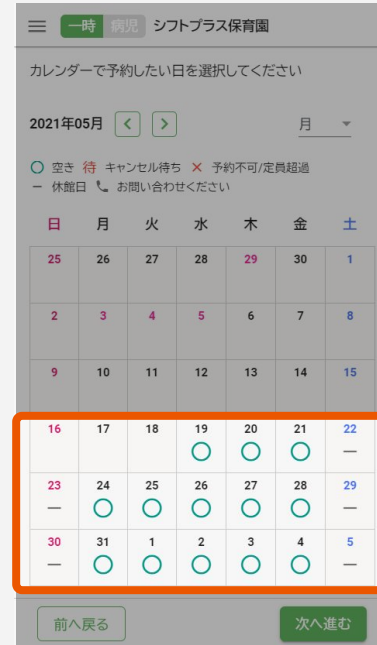 一時 病児 シフトプラス保育園
カレンダーで予約したい日を選択してください
2021年05月 < > 月
○ 空き 待 キャンセル待ち × 予約不可/定員超過
− 休館日 お問い合わせください
日 月 火 水 木 金 土
25 26 27 28 29 30 1
2 3 4 5 6 7 8
9 10 11 12 13 14 15
16 17 18 19 20 21 22
○ ○ ○ −
23 24 25 26 27 28 29
− ○ ○ ○ ○ ○ −
30 31 1 2 3 4 5
− ○ ○ ○ ○ ○ −
前へ戻る 次へ進む